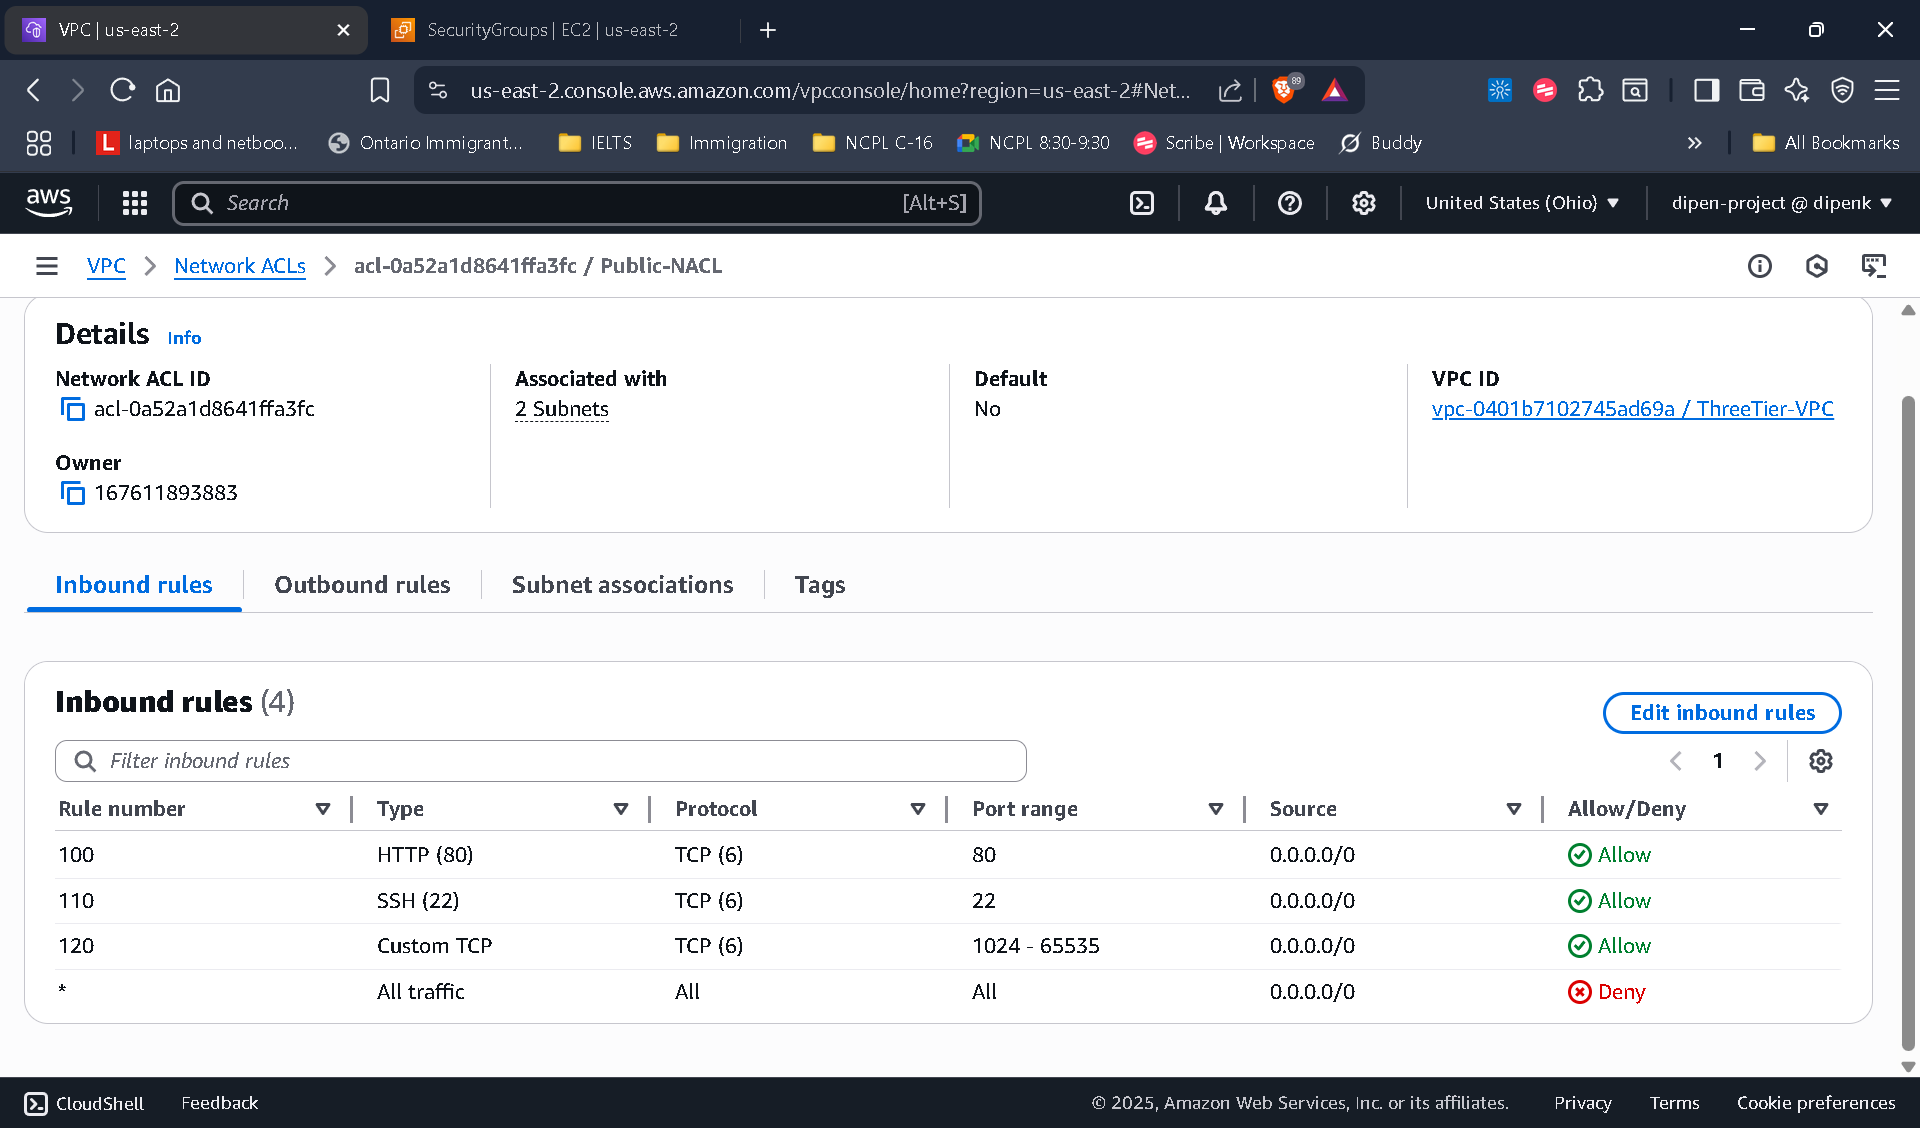 VPC | us-east-2
SecurityGroups | EC2 | us-east-2
us-east-2.console.aws.amazon.com/vpcconsole/home?region=us-east-2#Net...
89
L laptops and netboo...
Ontario Immigrant...
IELTS
Immigration
NCPL C-16
NCPL 8:30-9:30
Scribe | Workspace
Buddy
All Bookmarks
aws
Search
[Alt+S]
United States (Ohio)
dipen-project @ dipenk
VPC
Network ACLs
acl-0a52a1d8641ffa3fc / Public-NACL
Details Info
Network ACL ID
acl-0a52a1d8641ffa3fc
Associated with
2 Subnets
Default
No
VPC ID
vpc-0401b7102745ad69a / ThreeTier-VPC
Owner
167611893883
Inbound rules
Outbound rules
Subnet associations
Tags
Inbound rules (4)
Edit inbound rules
Filter inbound rules
1
Rule number Type Protocol Port range Source Allow/Deny
100 HTTP (80) TCP (6) 80 0.0.0.0/0 Allow
110 SSH (22) TCP (6) 22 0.0.0.0/0 Allow
120 Custom TCP TCP (6) 1024 - 65535 0.0.0.0/0 Allow
* All traffic All All 0.0.0.0/0 Deny
CloudShell
Feedback
© 2025, Amazon Web Services, Inc. or its affiliates.
Privacy
Terms
Cookie preferences